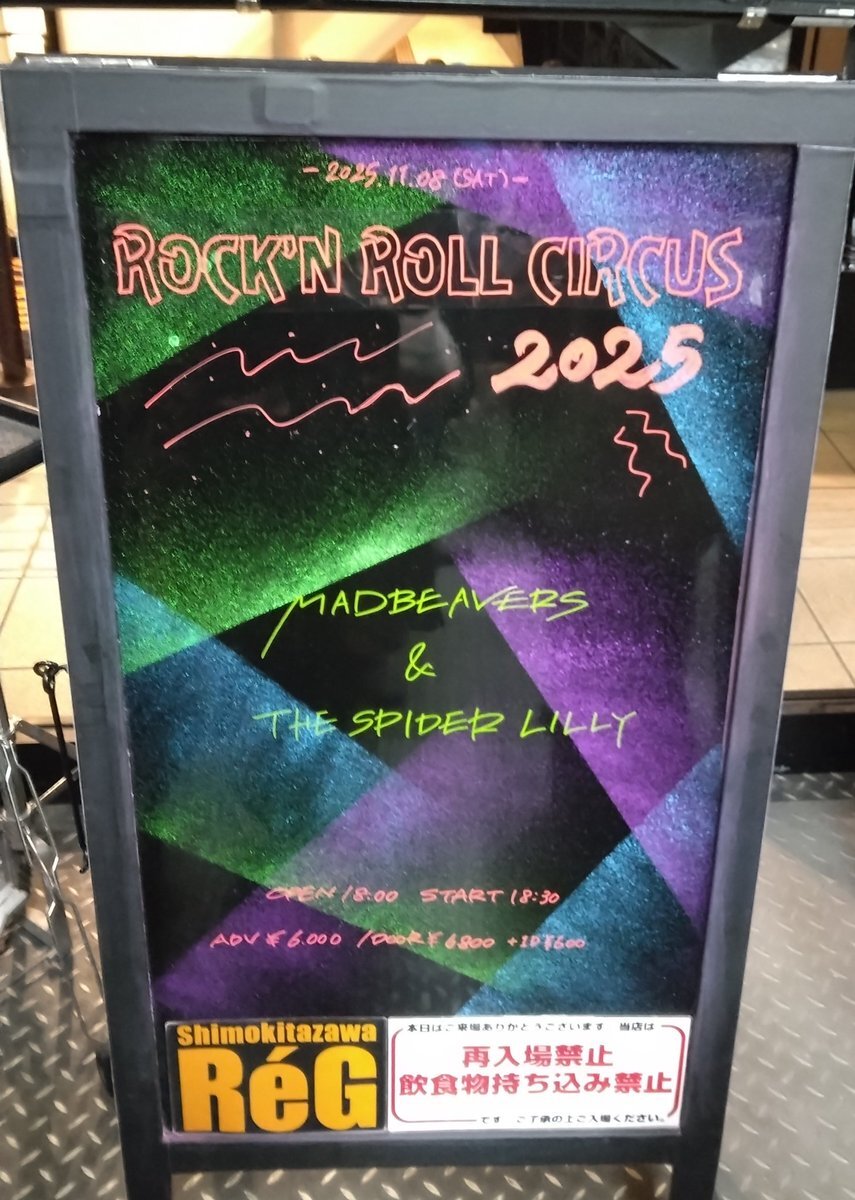 - 2025.11.08 (SAT) -
ROCK'N ROLL CIRCUS
2025
MADBEAVERS
&
THE SPIDER LILLY
OPEN 18:00 START 18:30
ADV ¥6.000 / DOOR ¥6800 +1D ¥600
shimokitazawa
RéG
本日はご来場ありがとうございます 当店は
再入場禁止
飲食物持ち込み禁止
です ご了承の上ご入場ください。